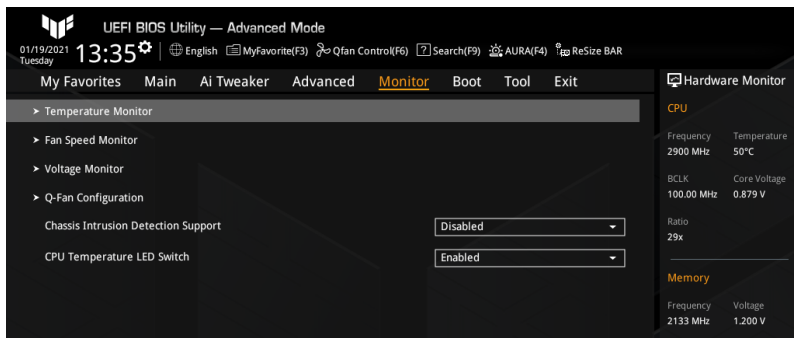 UEFI BIOS Utility — Advanced Mode
01/19/2021 Tuesday 13:35 English MyFavorite(F3) Qfan Control(F6) ? Search(F9) AURA(F4) ReSize BAR
My Favorites Main Ai Tweaker Advanced Monitor Boot Tool Exit
Hardware Monitor
> Temperature Monitor
> Fan Speed Monitor
> Voltage Monitor
> Q-Fan Configuration
Chassis Intrusion Detection Support Disabled
CPU Temperature LED Switch Enabled
CPU
Frequency Temperature
2900 MHz 50°C
BCLK Core Voltage
100.00 MHz 0.879 V
Ratio
29x
Memory
Frequency Voltage
2133 MHz 1.200 V